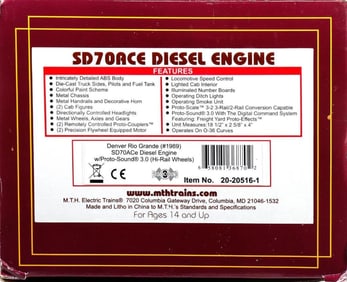 SD70ACE DIESEL ENGINE
FEATURES
Intricately Detailed ABS Body
Die-Cast Truck Sides, Pilots and Fuel Tank
Colorful Paint Scheme
Metal Chassis
Metal Handrails and Decorative Horn
(2) Cab Figures
Directionally Controlled Headlights
Metal Wheels, Axles and Gears
(2) Remotely Controlled Proto-Couplers™
(2) Precision Flywheel Equipped Motor
Locomotive Speed Control
Lighted Cab Interior
Illuminated Number Boards
Operating Ditch Lights
Operating Smoke Unit
Proto-Scale™ 3-2 3-Rail/2-Rail Conversion Capable
Proto-Sound® 3.0 With The Digital Command System
Featuring: Freight Yard Proto-Effects™
Unit Measures:18 1/2" x 2 5/8" x 4"
Operates On O-36 Curves
Denver Rio Grande (#1989)
SD70ACe Diesel Engine
w/Proto-Sound® 3.0 (Hi-Rail Wheels)
Item No. 20-20516-1
www.mthtrains.com
M.T.H. Electric Trains® 7020 Columbia Gateway Drive, Columbia, MD 21046-1532
Made and Litho in China to M.T.H.'s Standards and Specifications
For Ages 14 and Up